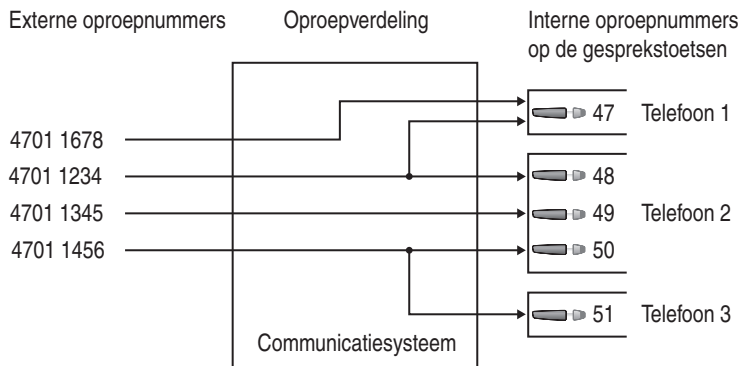 Externe oproepnummers
Oproepverdeling
Interne oproepnummers
op de gesprekstoetsen
47 Telefoon 1
4701 1678
4701 1234
48
4701 1345
49 Telefoon 2
4701 1456
50
51 Telefoon 3
Communicatiesysteem